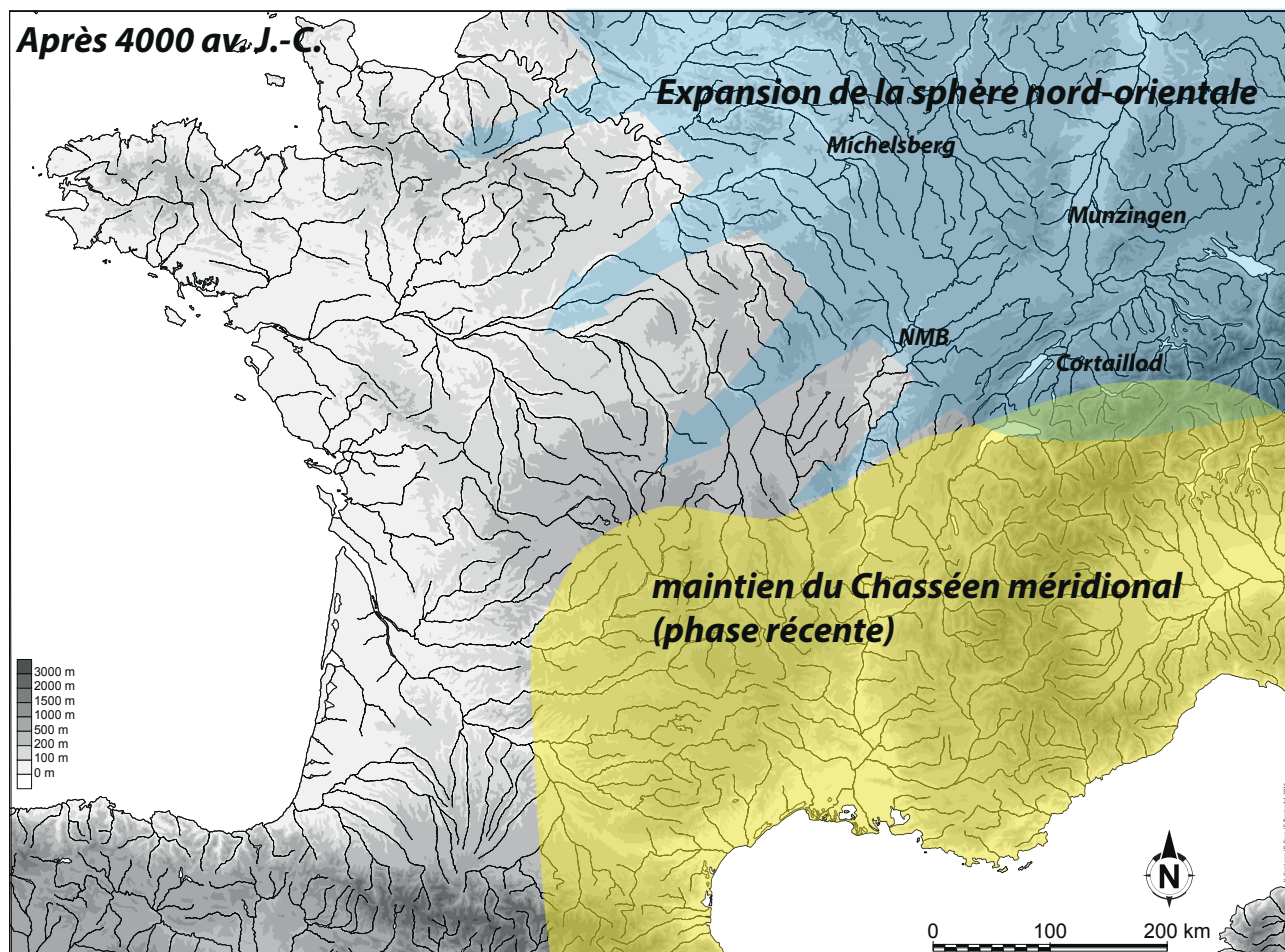 Après 4000 av. J.-C.
Expansion de la sphère nord-orientale
Michelsberg
Munzingen
NMB
Cortaillod
maintien du Chasséen méridional
(phase récente)
3000 m
2000 m
1500 m
1000 m
500 m
200 m
100 m
0 m
N
0 100 200 km